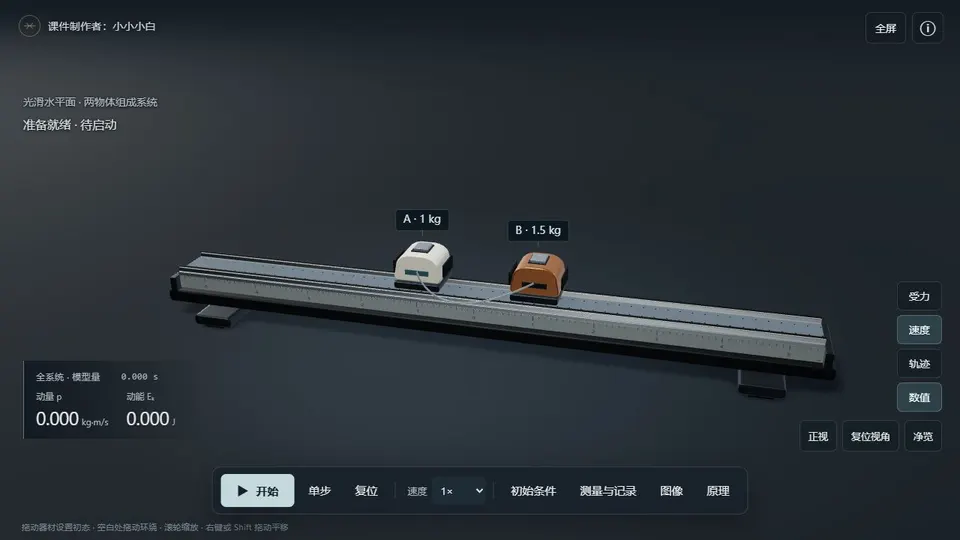 课件制作者：小小小白
全屏
光滑水平面 · 两物体组成系统
准备就绪 · 待启动
A · 1 kg
B · 1.5 kg
受力
速度
轨迹
数值
全系统 · 模型量 0.000 s
动量 p 动能 Eₖ
0.000 kg·m/s 0.000 J
正视 复位视角 净览
开始 单步 复位 速度 1× 初始条件 测量与记录 图像 原理
拖动器材设置初态 · 空白处拖动环境 · 滚轮缩放 · 右键或 Shift 拖动平移